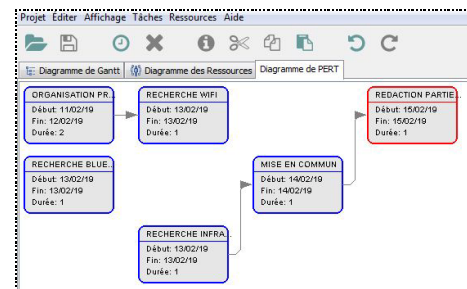 Projet Éditer Affichage Tâches Ressources Aide
Diagramme de Gantt Diagramme des Ressources Diagramme de PERT
ORGANISATION PR..
Début: 11/02/19
Fin: 12/02/19
Durée: 2
RECHERCHE WIFI
Début: 13/02/19
Fin: 13/02/19
Durée: 1
REDACTION PARTIE..
Début: 15/02/19
Fin: 15/02/19
Durée: 1
RECHERCHE BLUE..
Début: 13/02/19
Fin: 13/02/19
Durée: 1
MISE EN COMMUN
Début: 14/02/19
Fin: 14/02/19
Durée: 1
RECHERCHE INFRA..
Début: 13/02/19
Fin: 13/02/19
Durée: 1